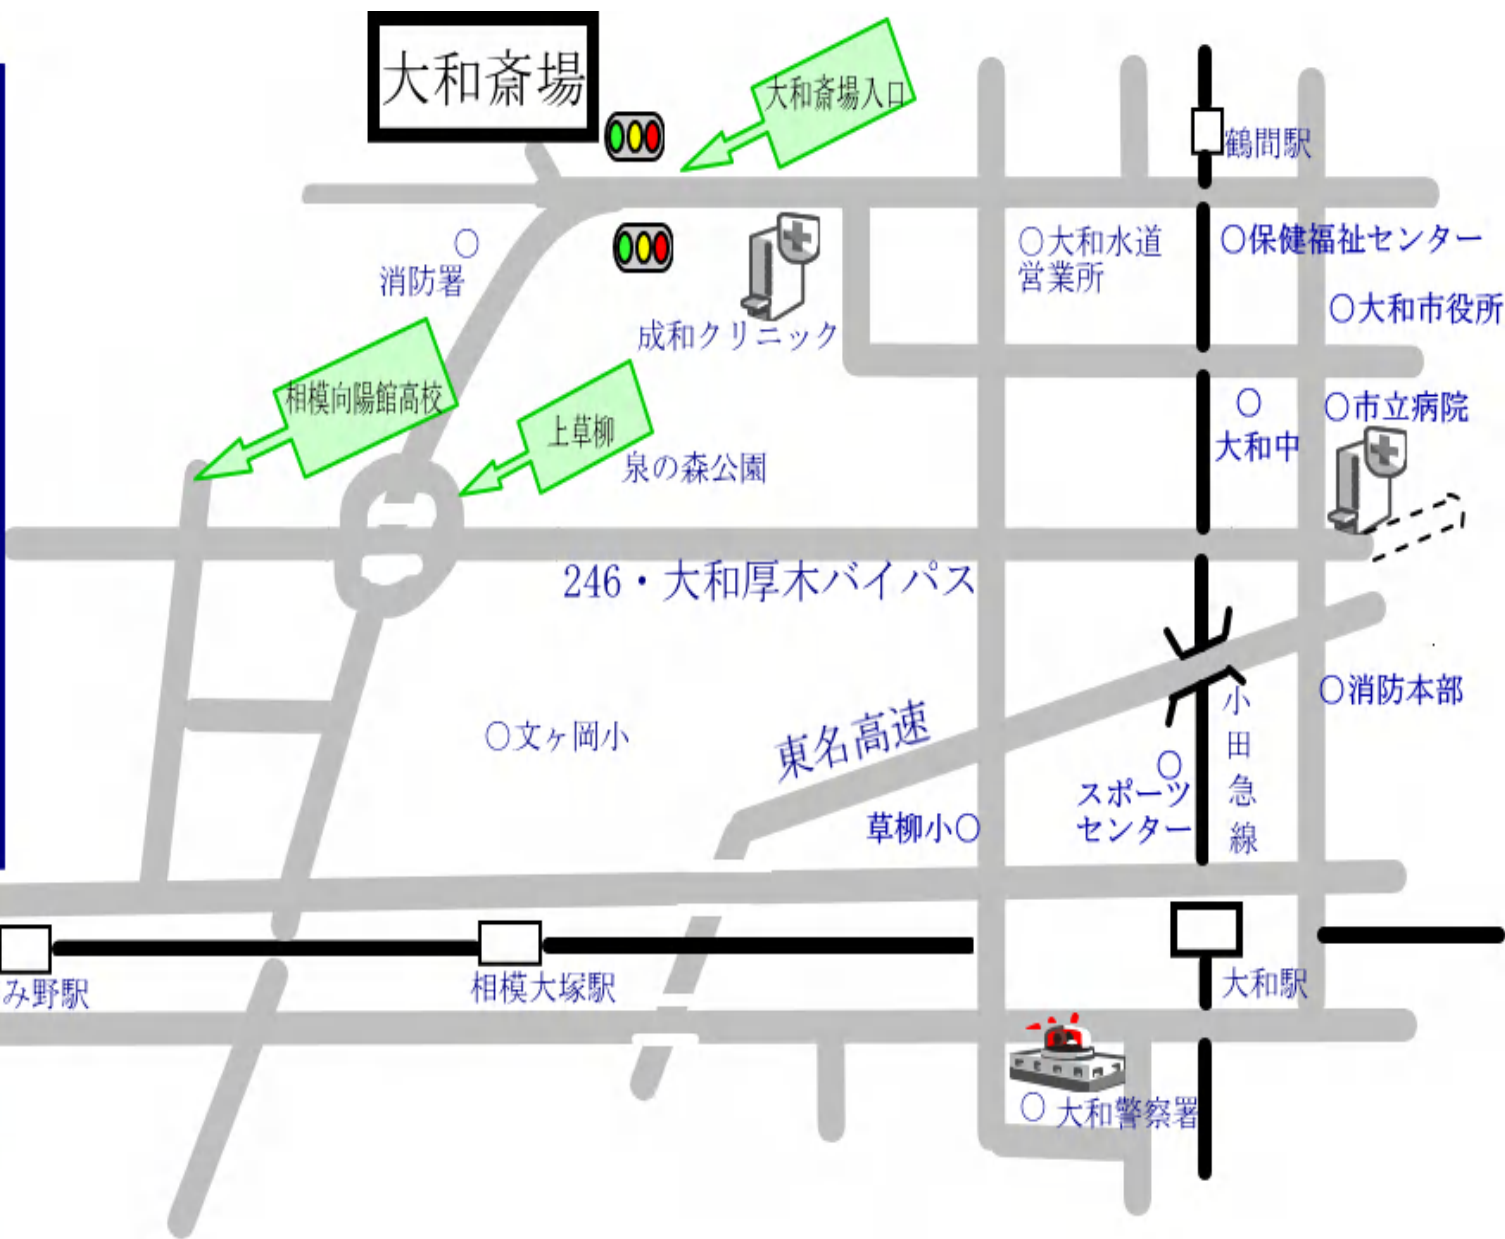 大和斎場
大和斎場入口
鶴間駅
消防署
○大和水道
営業所
○保健福祉センター
○大和市役所
成和クリニック
相模向陽館高校
上草柳
泉の森公園
大和中
○市立病院
246・大和厚木バイパス
○消防本部
小田急線
東名高速
○文ヶ岡小
スポーツ
センター
草柳小○
み野駅
相模大塚駅
大和駅
○大和警察署